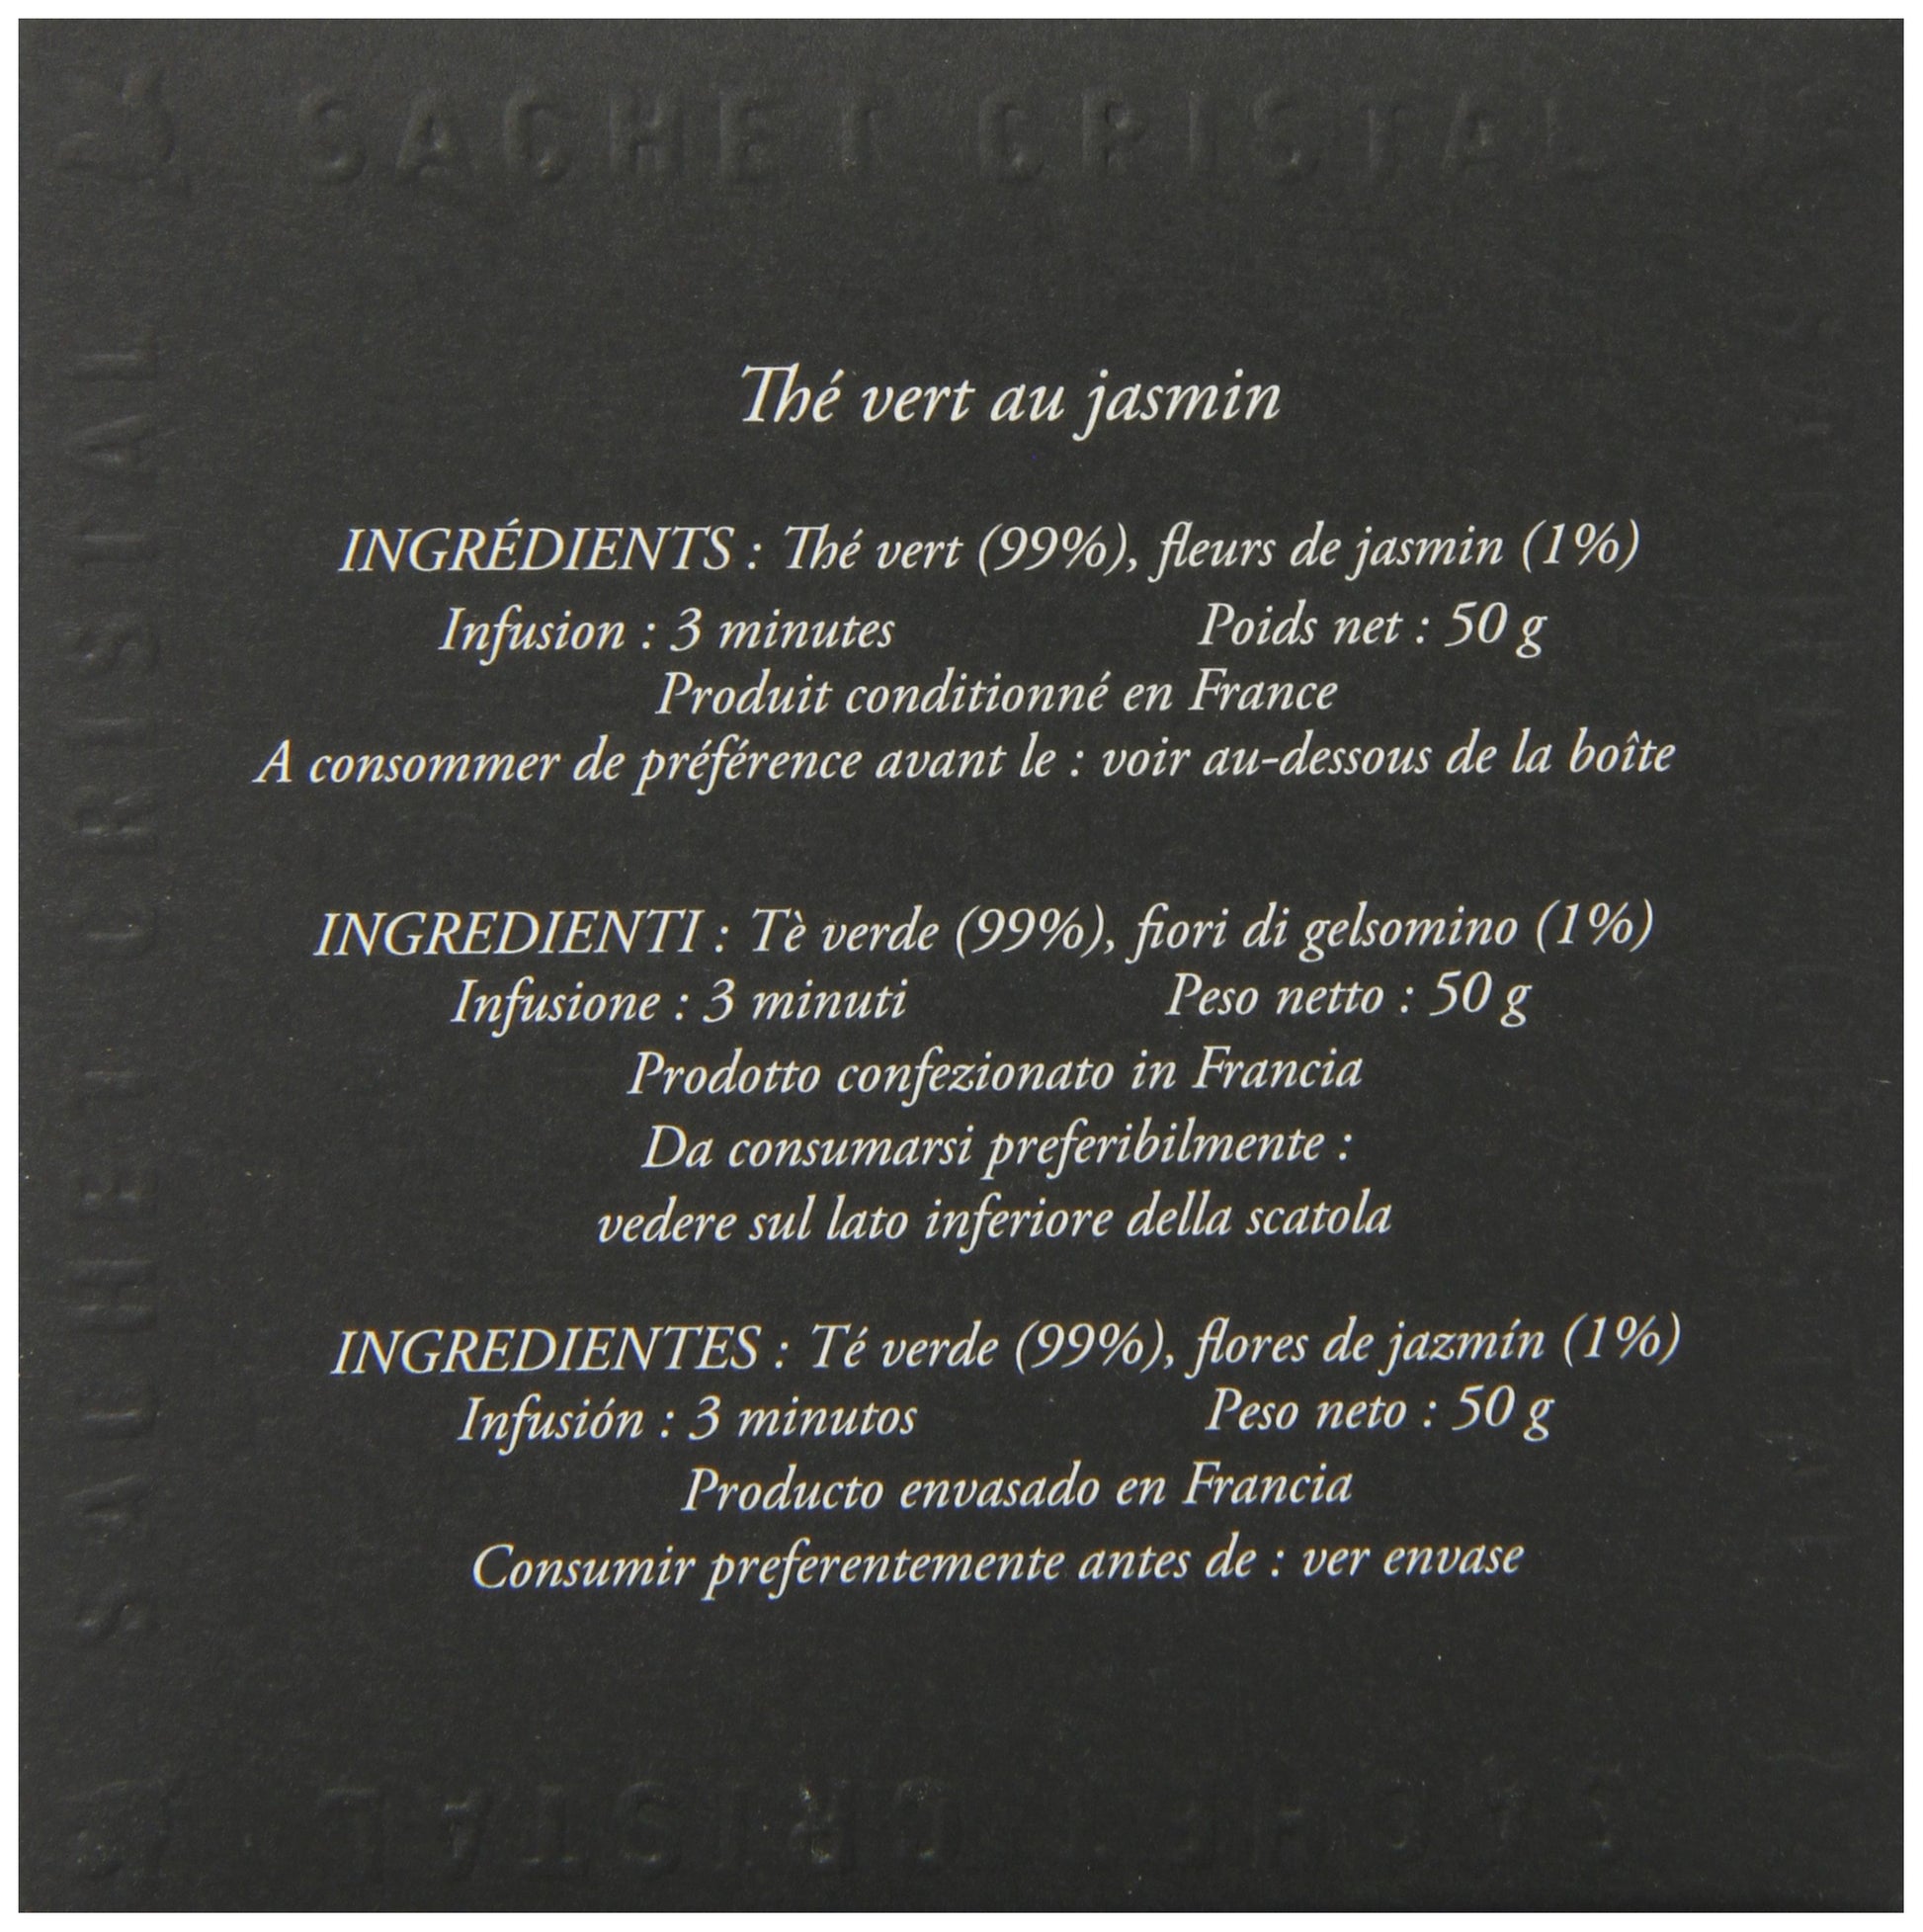 SACHET CRISTAL
Thé vert au jasmin
INGRÉDIENTS : Thé vert (99%), fleurs de jasmin (1%)
Infusion : 3 minutes Poids net : 50 g
Produit conditionné en France
A consommer de préférence avant le : voir au-dessous de la boîte
INGREDIENTI : Tè verde (99%), fiori di gelsomino (1%)
Infusione : 3 minuti Peso netto : 50 g
Prodotto confezionato in Francia
Da consumarsi preferibilmente :
vedere sul lato inferiore della scatola
INGREDIENTES : Té verde (99%), flores de jazmín (1%)
Infusión : 3 minutos Peso neto : 50 g
Producto envasado en Francia
Consumir preferentemente antes de : ver envase
SACHET CRISTAL
SACHET CRISTAL